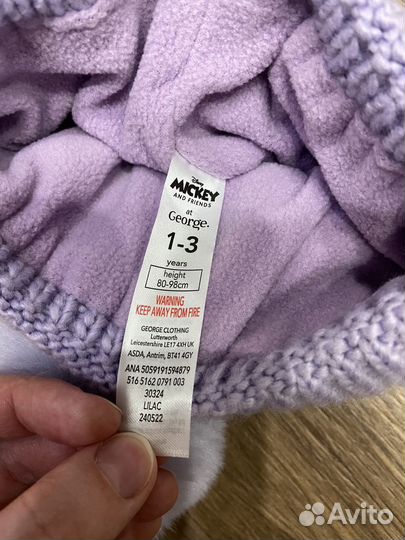 Disney
MICKEY
AND FRIENDS
at
George.
1-3
years
height
80-98cm
WARNING
KEEP AWAY FROM FIRE
GEORGE CLOTHING
Lutterworth
Leicestershire LE17 4XH UK
ASDA, Antrim, BT41 4GY
ANA 5059191594879
516 5162 0791 003
30324
LILAC
240522
Avito